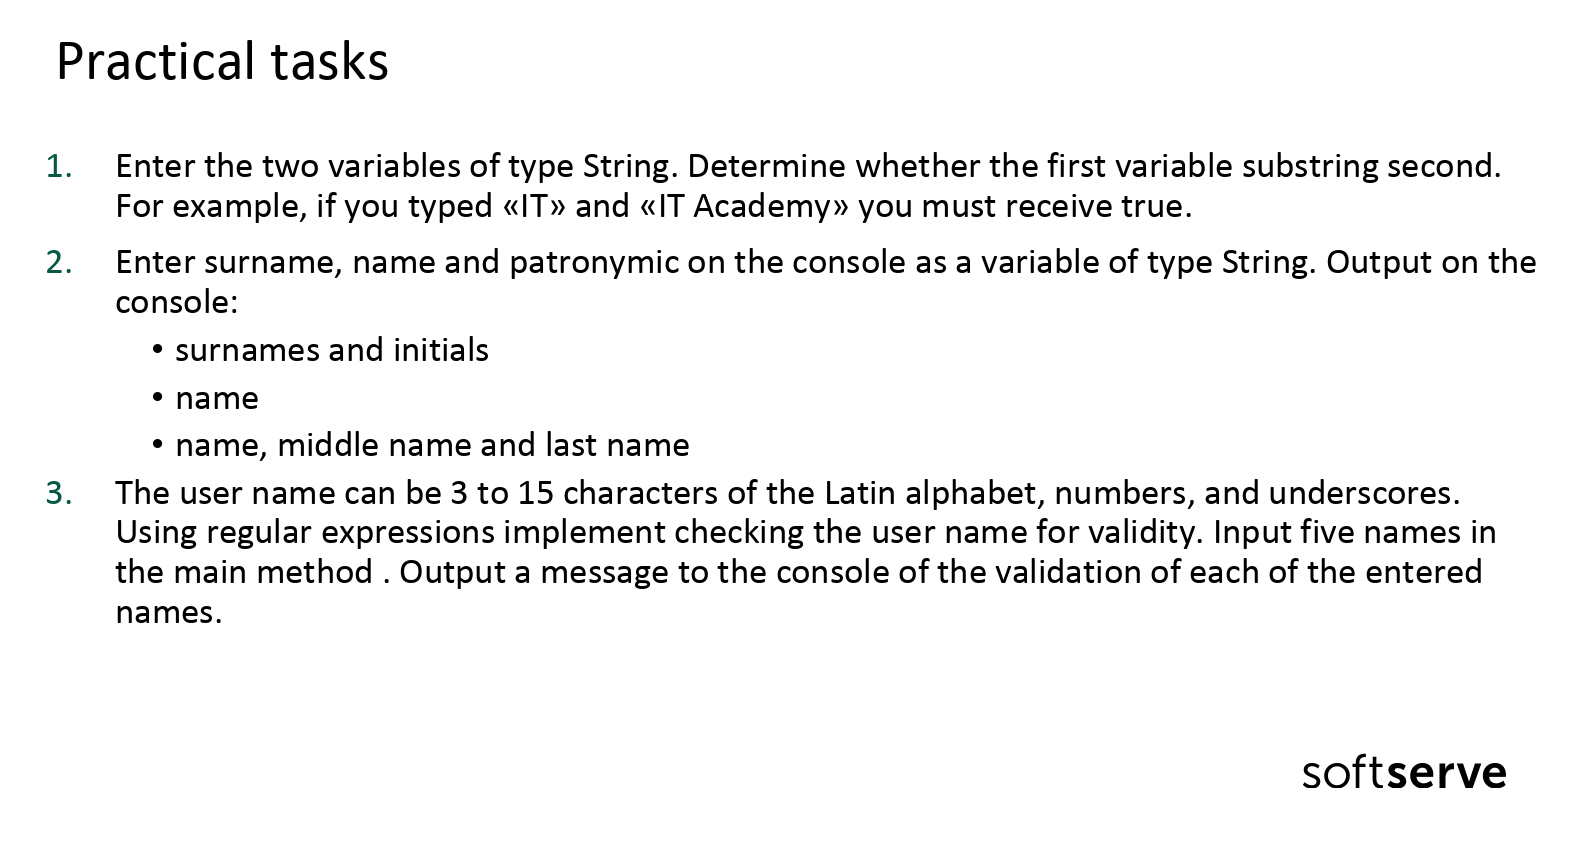 Practical tasks
1. Enter the two variables of type String. Determine whether the first variable substring second.
For example, if you typed «IT» and «IT Academy» you must receive true.
2. Enter surname, name and patronymic on the console as a variable of type String. Output on the
console:
• surnames and initials
• name
• name, middle name and last name
3. The user name can be 3 to 15 characters of the Latin alphabet, numbers, and underscores.
Using regular expressions implement checking the user name for validity. Input five names in
the main method . Output a message to the console of the validation of each of the entered
names.
softserve